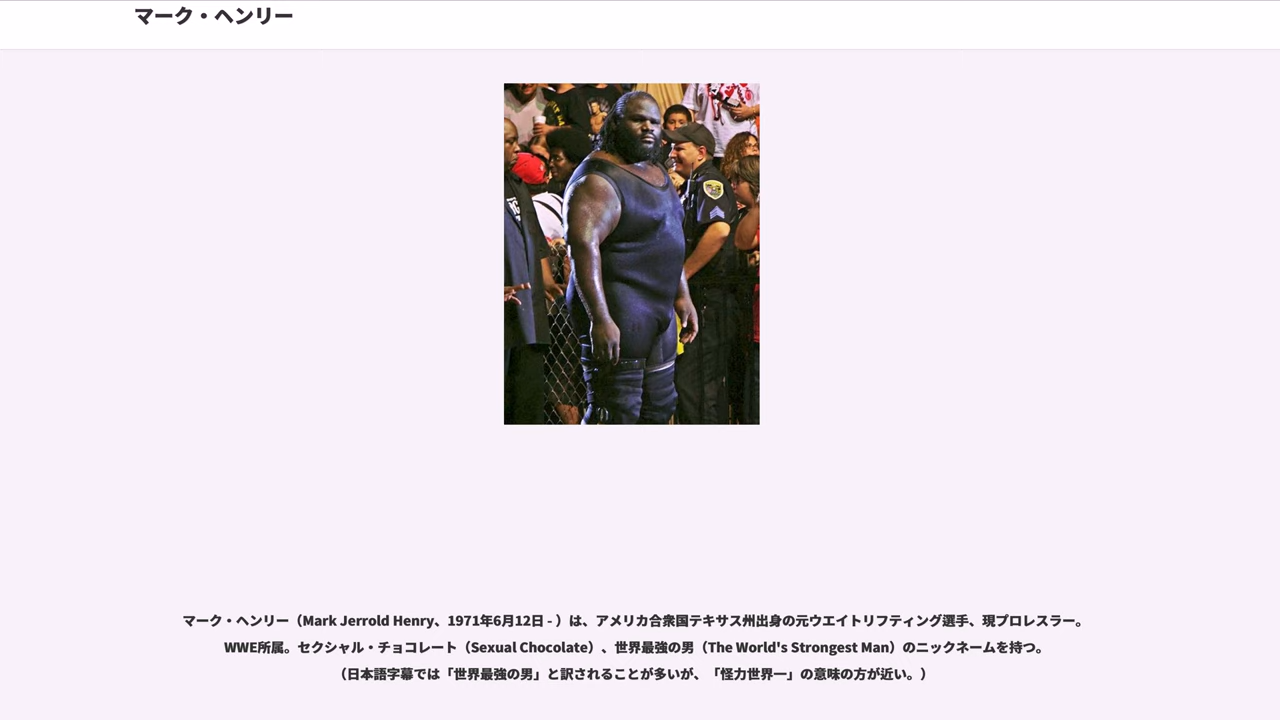 マーク・ヘンリー
マーク・ヘンリー（Mark Jerrold Henry、1971年6月12日 - ）は、アメリカ合衆国テキサス州出身の元ウエイトリフティング選手、現プロレスラー。
WWE所属。セクシャル・チョコレート（Sexual Chocolate）、世界最強の男（The World's Strongest Man）のニックネームを持つ。
（日本語字幕では「世界最強の男」と訳されることが多いが、「怪力世界一」の意味の方が近い。）